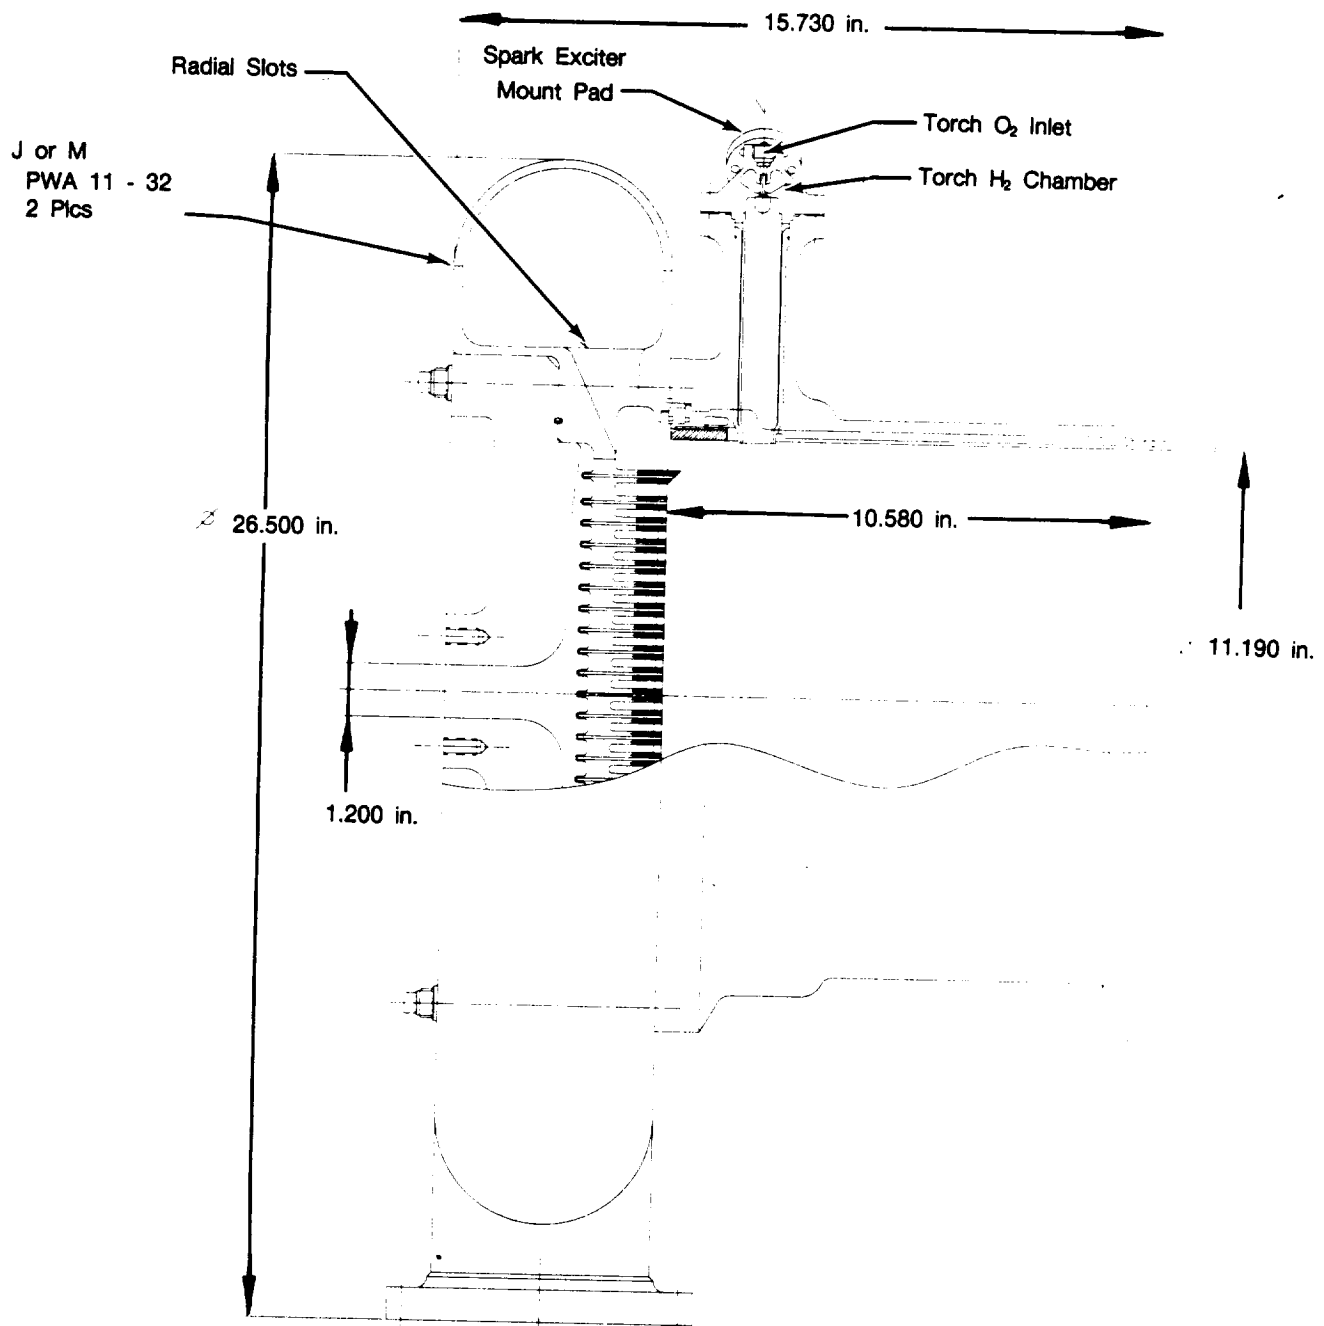 15.730 in.
Radial Slots
Spark Exciter
Mount Pad
Torch O₂ Inlet
Torch H₂ Chamber
J or M
PWA 11 - 32
2 Plcs
⌀ 26.500 in.
10.580 in.
11.190 in.
1.200 in.